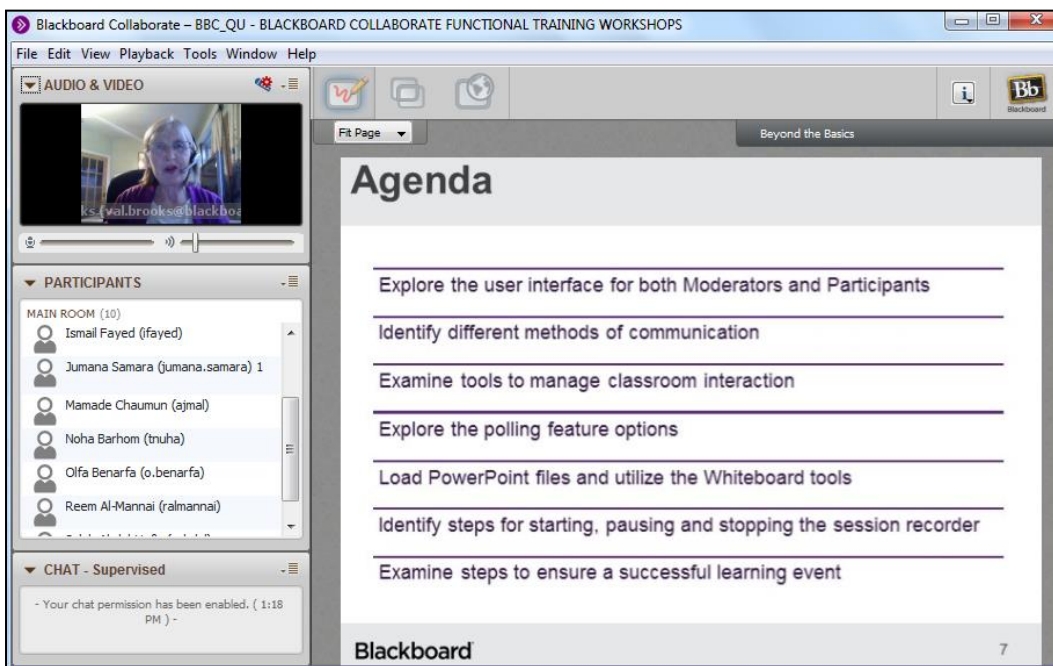 Blackboard Collaborate – BBC_QU - BLACKBOARD COLLABORATE FUNCTIONAL TRAINING WORKSHOPS
File Edit View Playback Tools Window Help
AUDIO & VIDEO
ks (val.brooks@blackboa
PARTICIPANTS
MAIN ROOM (10)
Ismail Fayed (ifayed)
Jumana Samara (jumana.samara) 1
Mamade Chaumun (ajmal)
Noha Barhom (tnuha)
Olfa Benarfa (o.benarfa)
Reem Al-Mannai (ralmannai)
CHAT - Supervised
- Your chat permission has been enabled. ( 1:18
PM ) -
i
Bb
Blackboard
Fit Page
Beyond the Basics
Agenda
Explore the user interface for both Moderators and Participants
Identify different methods of communication
Examine tools to manage classroom interaction
Explore the polling feature options
Load PowerPoint files and utilize the Whiteboard tools
Identify steps for starting, pausing and stopping the session recorder
Examine steps to ensure a successful learning event
Blackboard
7